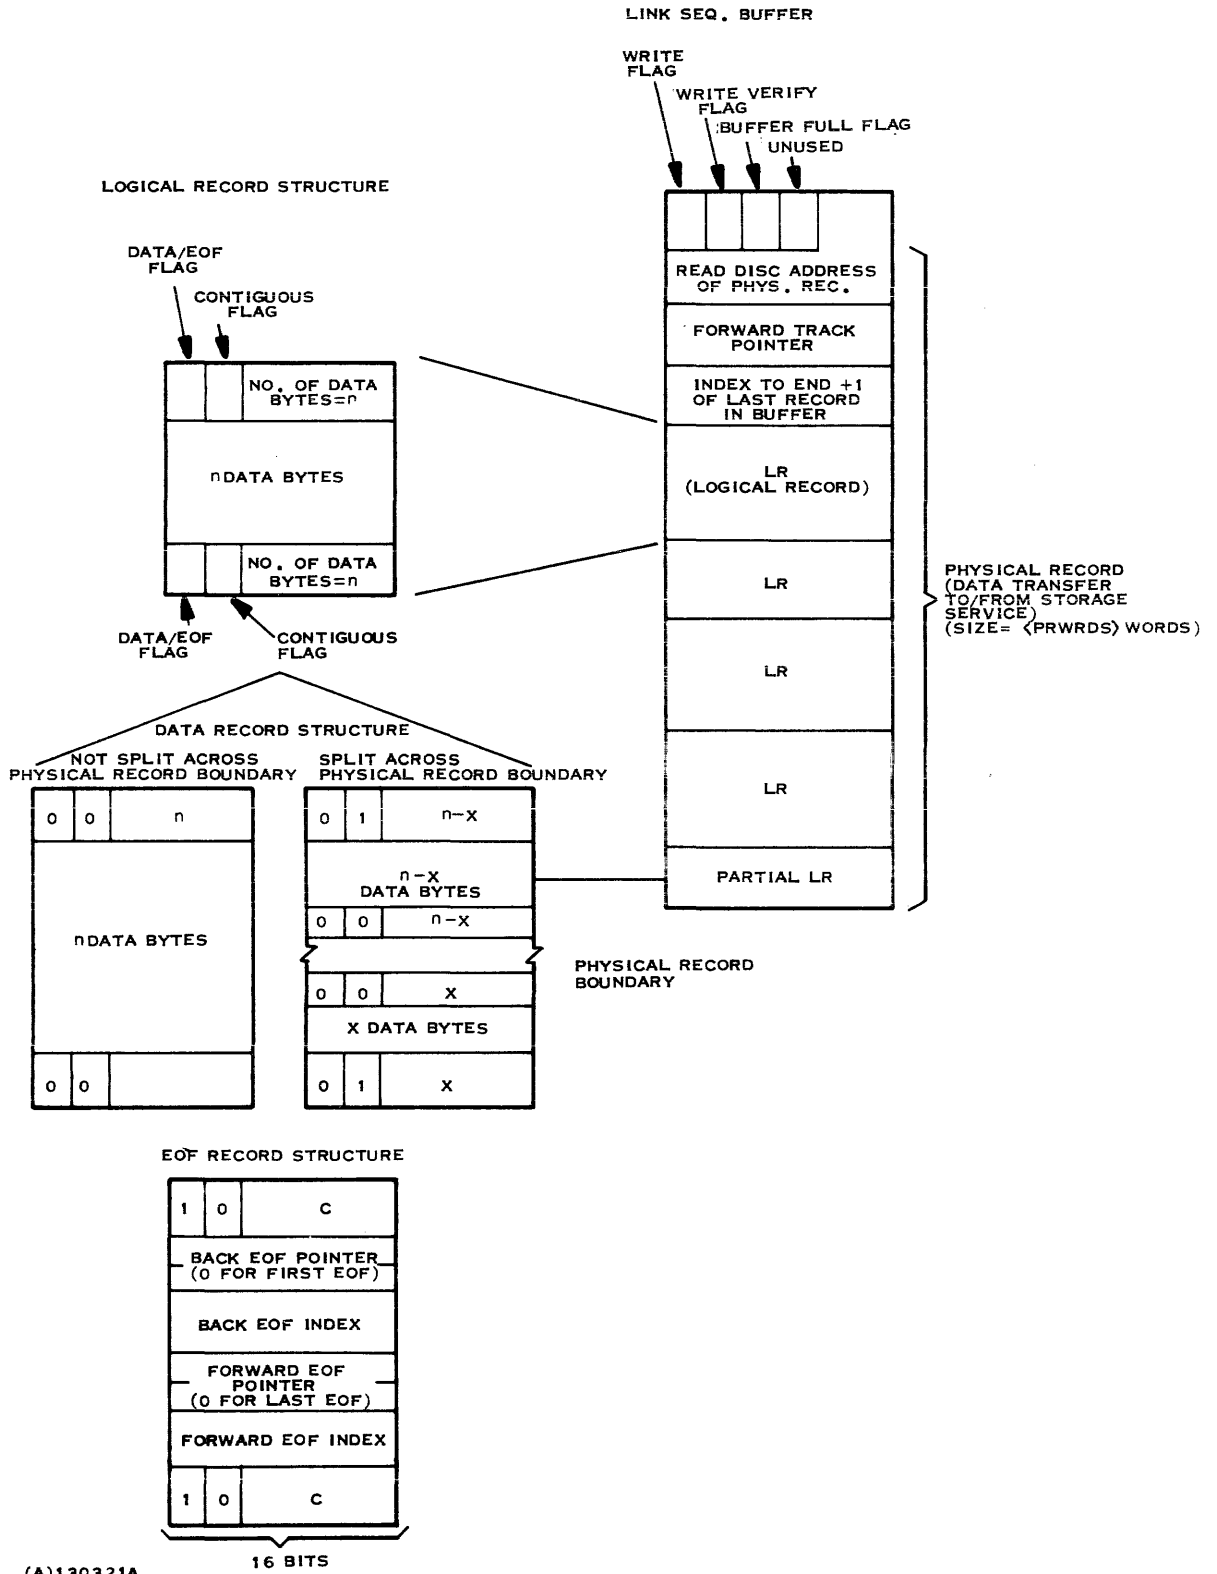 LINK SEQ. BUFFER
WRITE
FLAG
WRITE VERIFY
FLAG
BUFFER FULL FLAG
UNUSED
LOGICAL RECORD STRUCTURE
DATA/EOF
FLAG
CONTIGUOUS
FLAG
NO. OF DATA
BYTES=n
n DATA BYTES
NO. OF DATA
BYTES=n
DATA/EOF
FLAG
CONTIGUOUS
FLAG
READ DISC ADDRESS
OF PHYS. REC.
FORWARD TRACK
POINTER
INDEX TO END +1
OF LAST RECORD
IN BUFFER
LR
(LOGICAL RECORD)
LR
LR
LR
PARTIAL LR
PHYSICAL RECORD
(DATA TRANSFER
TO/FROM STORAGE
SERVICE)
(SIZE= <PRWRDS> WORDS)
DATA RECORD STRUCTURE
NOT SPLIT ACROSS
PHYSICAL RECORD BOUNDARY
0 0 n
n DATA BYTES
0 0
SPLIT ACROSS
PHYSICAL RECORD BOUNDARY
0 1 n-x
n-x
DATA BYTES
0 0 n-x
0 0 x
X DATA BYTES
0 1 x
PHYSICAL RECORD
BOUNDARY
EOF RECORD STRUCTURE
1 0 C
BACK EOF POINTER
(0 FOR FIRST EOF)
BACK EOF INDEX
FORWARD EOF
POINTER
(0 FOR LAST EOF)
FORWARD EOF INDEX
1 0 C
16 BITS
(A)130321A